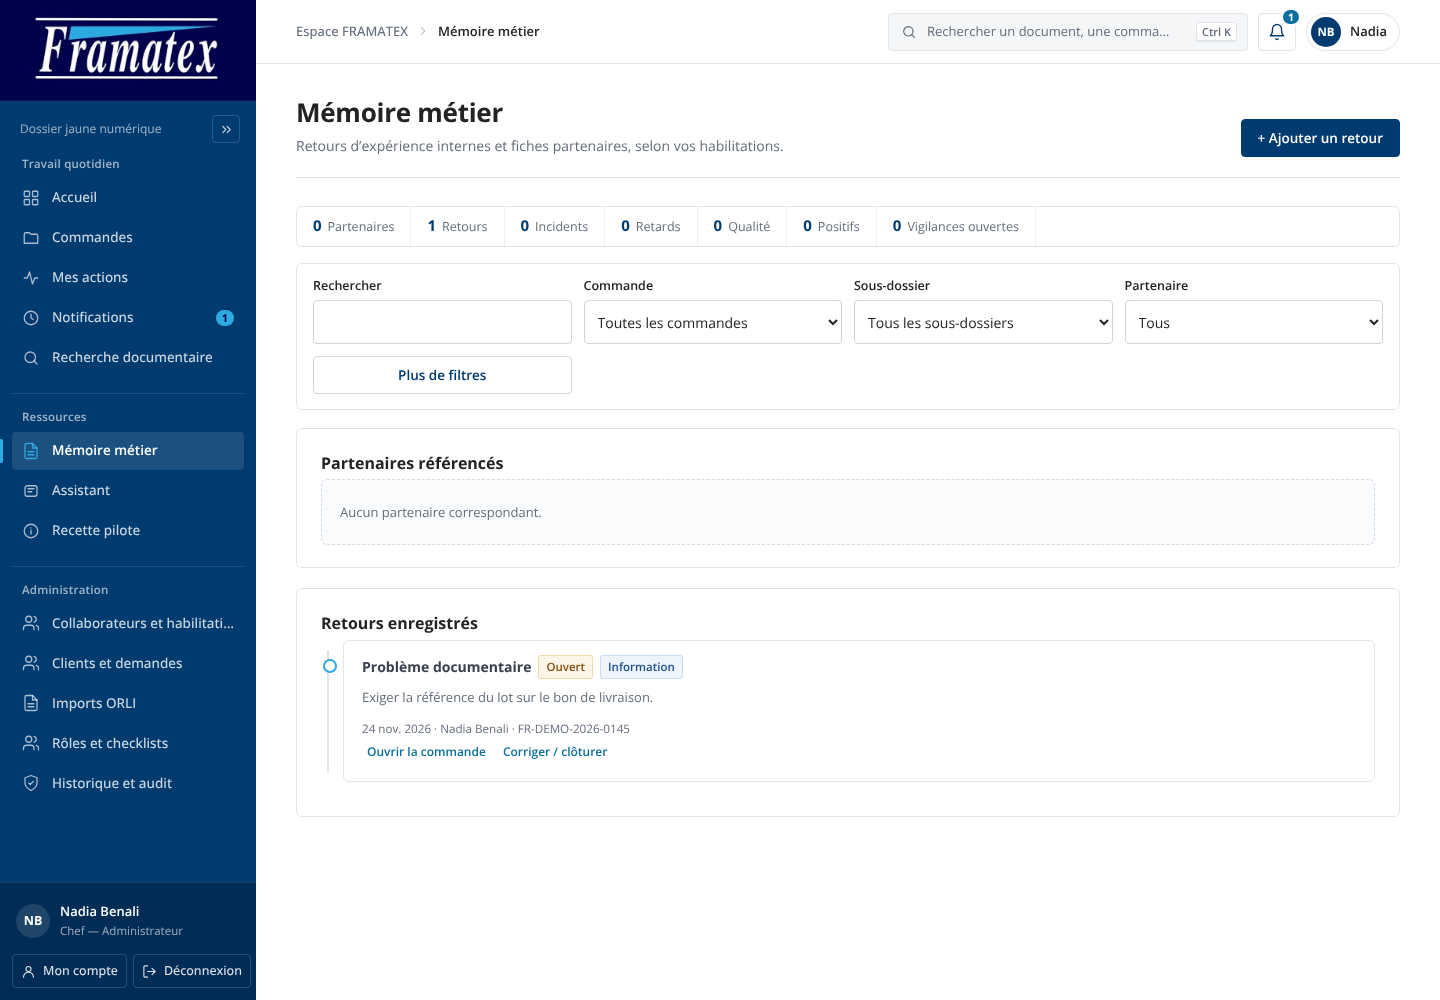 Framatex
Espace FRAMATEX > Mémoire métier
Rechercher un document, une comma... Ctrl K
1
NB Nadia
Dossier jaune numérique
Travail quotidien
Accueil
Commandes
Mes actions
Notifications 1
Recherche documentaire
Ressources
Mémoire métier
Assistant
Recette pilote
Administration
Collaborateurs et habilitati...
Clients et demandes
Imports ORLI
Rôles et checklists
Historique et audit
NB Nadia Benali
Chef — Administrateur
Mon compte
Déconnexion
Mémoire métier
Retours d’expérience internes et fiches partenaires, selon vos habilitations.
+ Ajouter un retour
0 Partenaires 1 Retours 0 Incidents 0 Retards 0 Qualité 0 Positifs 0 Vigilances ouvertes
Rechercher Commande Sous-dossier Partenaire
Toutes les commandes Tous les sous-dossiers Tous
Plus de filtres
Partenaires référencés
Aucun partenaire correspondant.
Retours enregistrés
Problème documentaire Ouvert Information
Exiger la référence du lot sur le bon de livraison.
24 nov. 2026 · Nadia Benali · FR-DEMO-2026-0145
Ouvrir la commande Corriger / clôturer